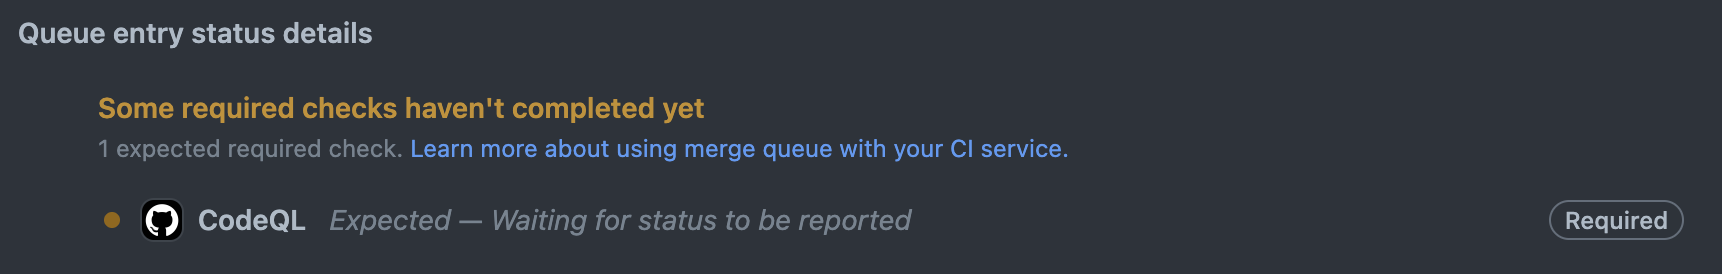 Queue entry status details
Some required checks haven't completed yet
1 expected required check. Learn more about using merge queue with your CI service.
CodeQL Expected — Waiting for status to be reported Required